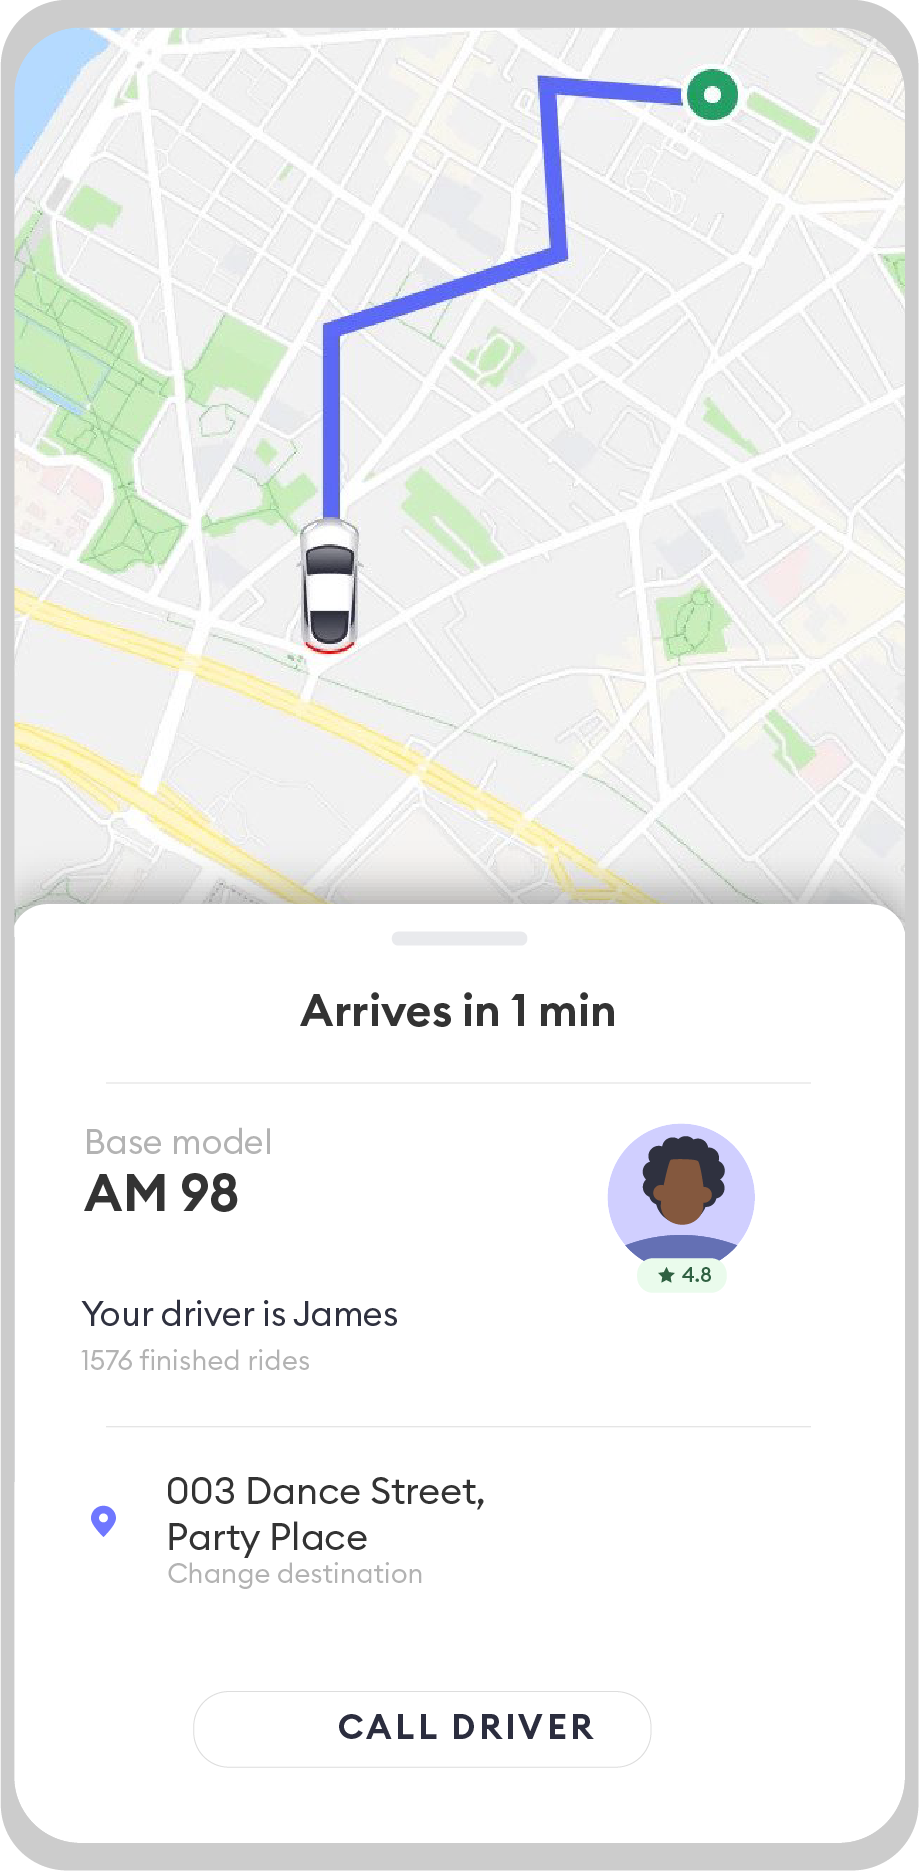 Arrives in 1 min
Base model
AM 98
4.8
Your driver is James
1576 finished rides
003 Dance Street,
Party Place
Change destination
CALL DRIVER